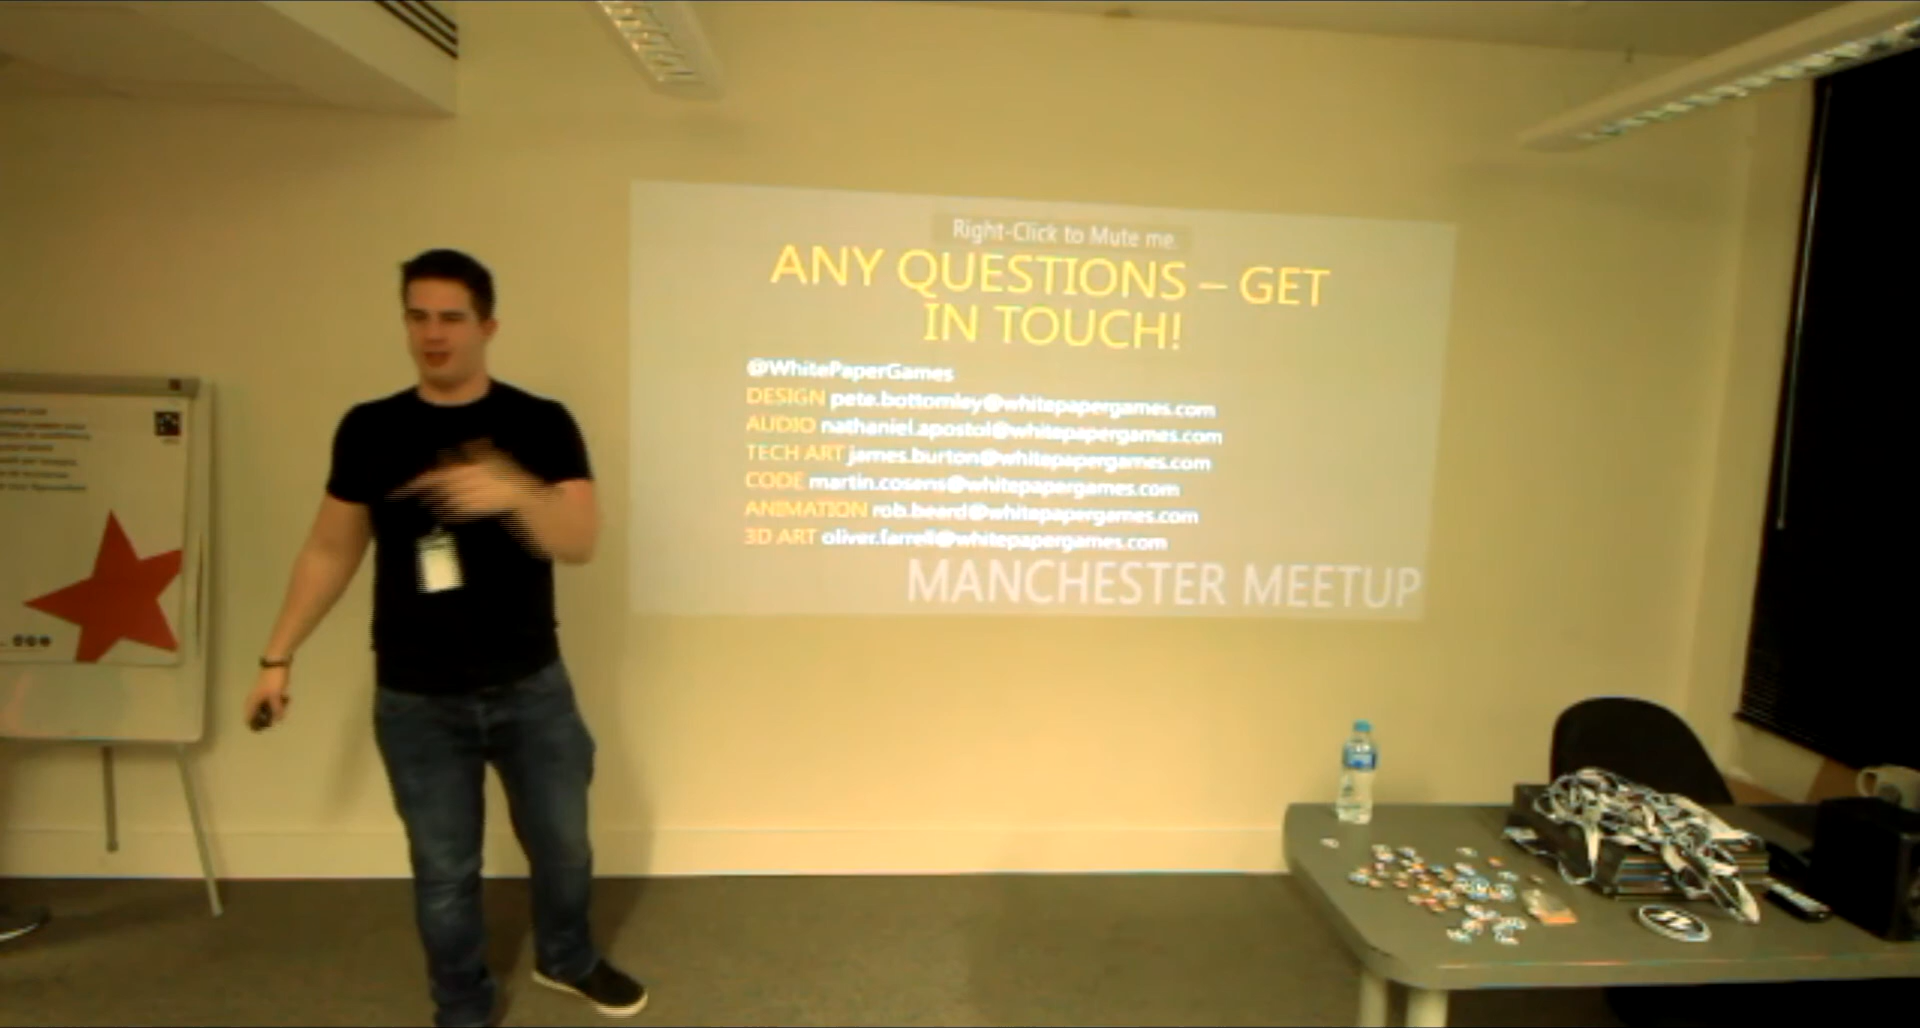 Right-Click to Mute me.
ANY QUESTIONS – GET
IN TOUCH!
@WhitePaperGames
DESIGN pete.bottomley@whitepapergames.com
AUDIO nathaniel.apostol@whitepapergames.com
TECH ART james.burton@whitepapergames.com
CODE martin.cosens@whitepapergames.com
ANIMATION rob.beard@whitepapergames.com
3D ART oliver.farrell@whitepapergames.com
MANCHESTER MEETUP